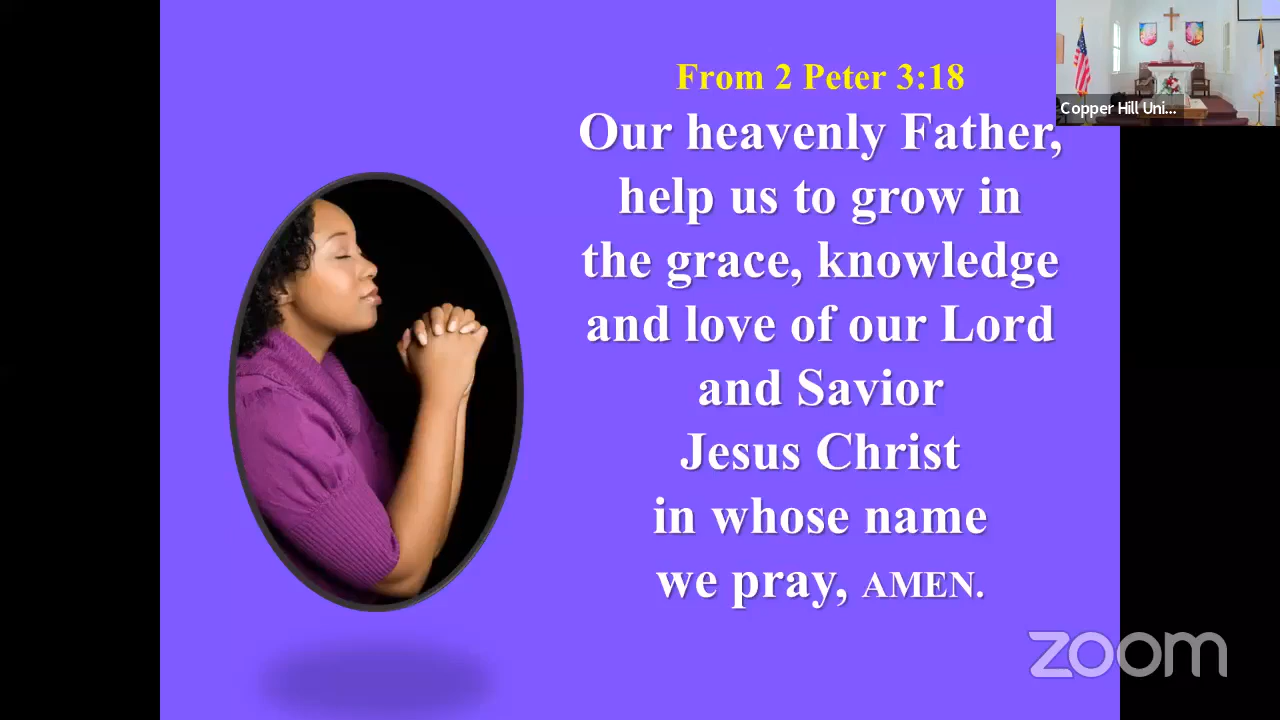 From 2 Peter 3:18
Our heavenly Father,
help us to grow in
the grace, knowledge
and love of our Lord
and Savior
Jesus Christ
in whose name
we pray, AMEN.
Copper Hill Uni...
zoom